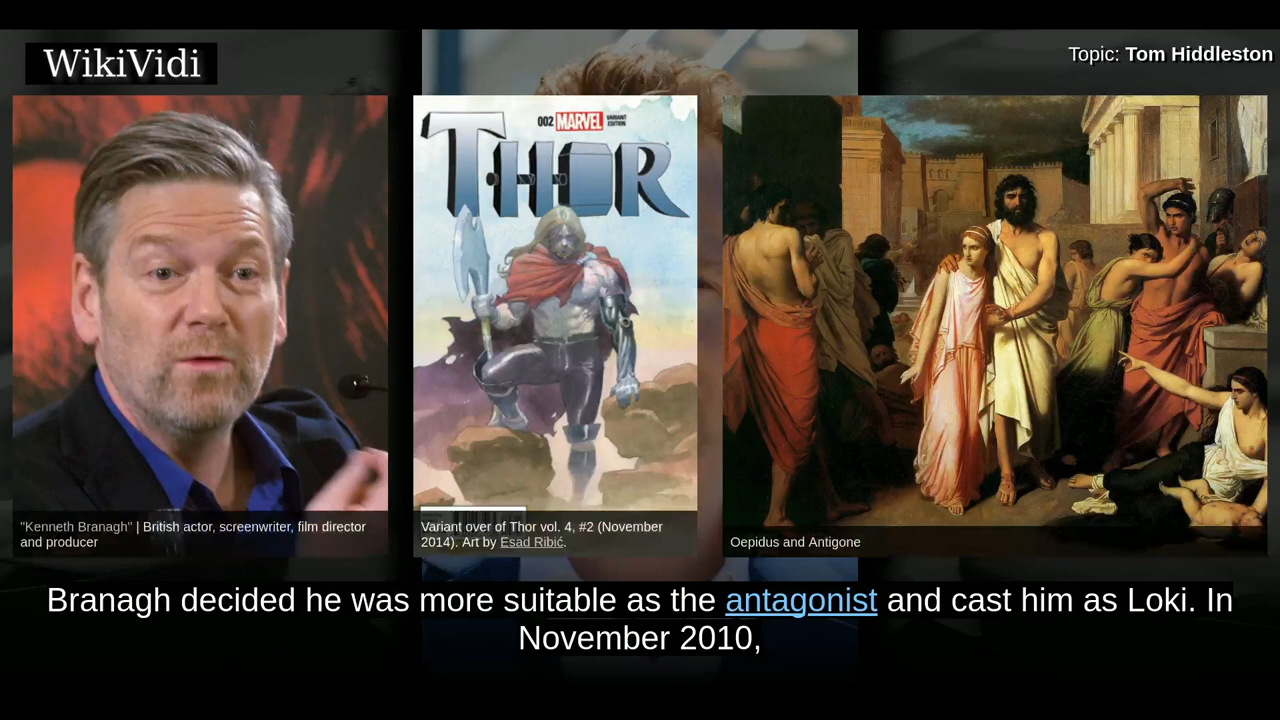 WikiVidi
Topic: Tom Hiddleston
002 MARVEL VARIANT
EDITION
THOR
"Kenneth Branagh" | British actor, screenwriter, film director
and producer
Variant over of Thor vol. 4, #2 (November
2014). Art by Esad Ribić.
Oepidus and Antigone
Branagh decided he was more suitable as the antagonist and cast him as Loki. In
November 2010,